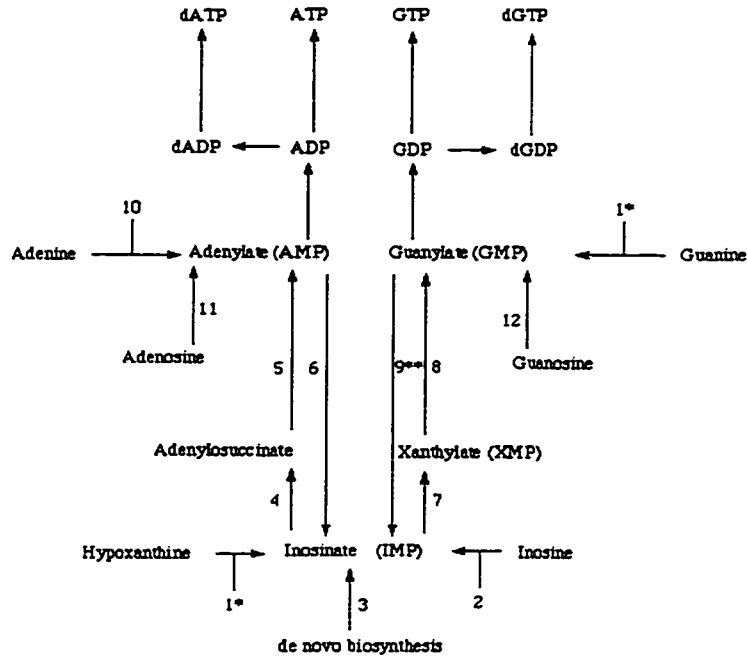 dATP ATP GTP dGTP
dADP ADP GDP dGDP
10 1*
Adenine Adenylate (AMP) Guanylate (GMP) Guanine
11 12
Adenosine 5 6 9** 8 Guanosine
Adenylosuccinate Xanthylate (XMP)
4 7
Hypoxanthine Inosinate (IMP) Inosine
1* 3 2
de novo biosynthesis